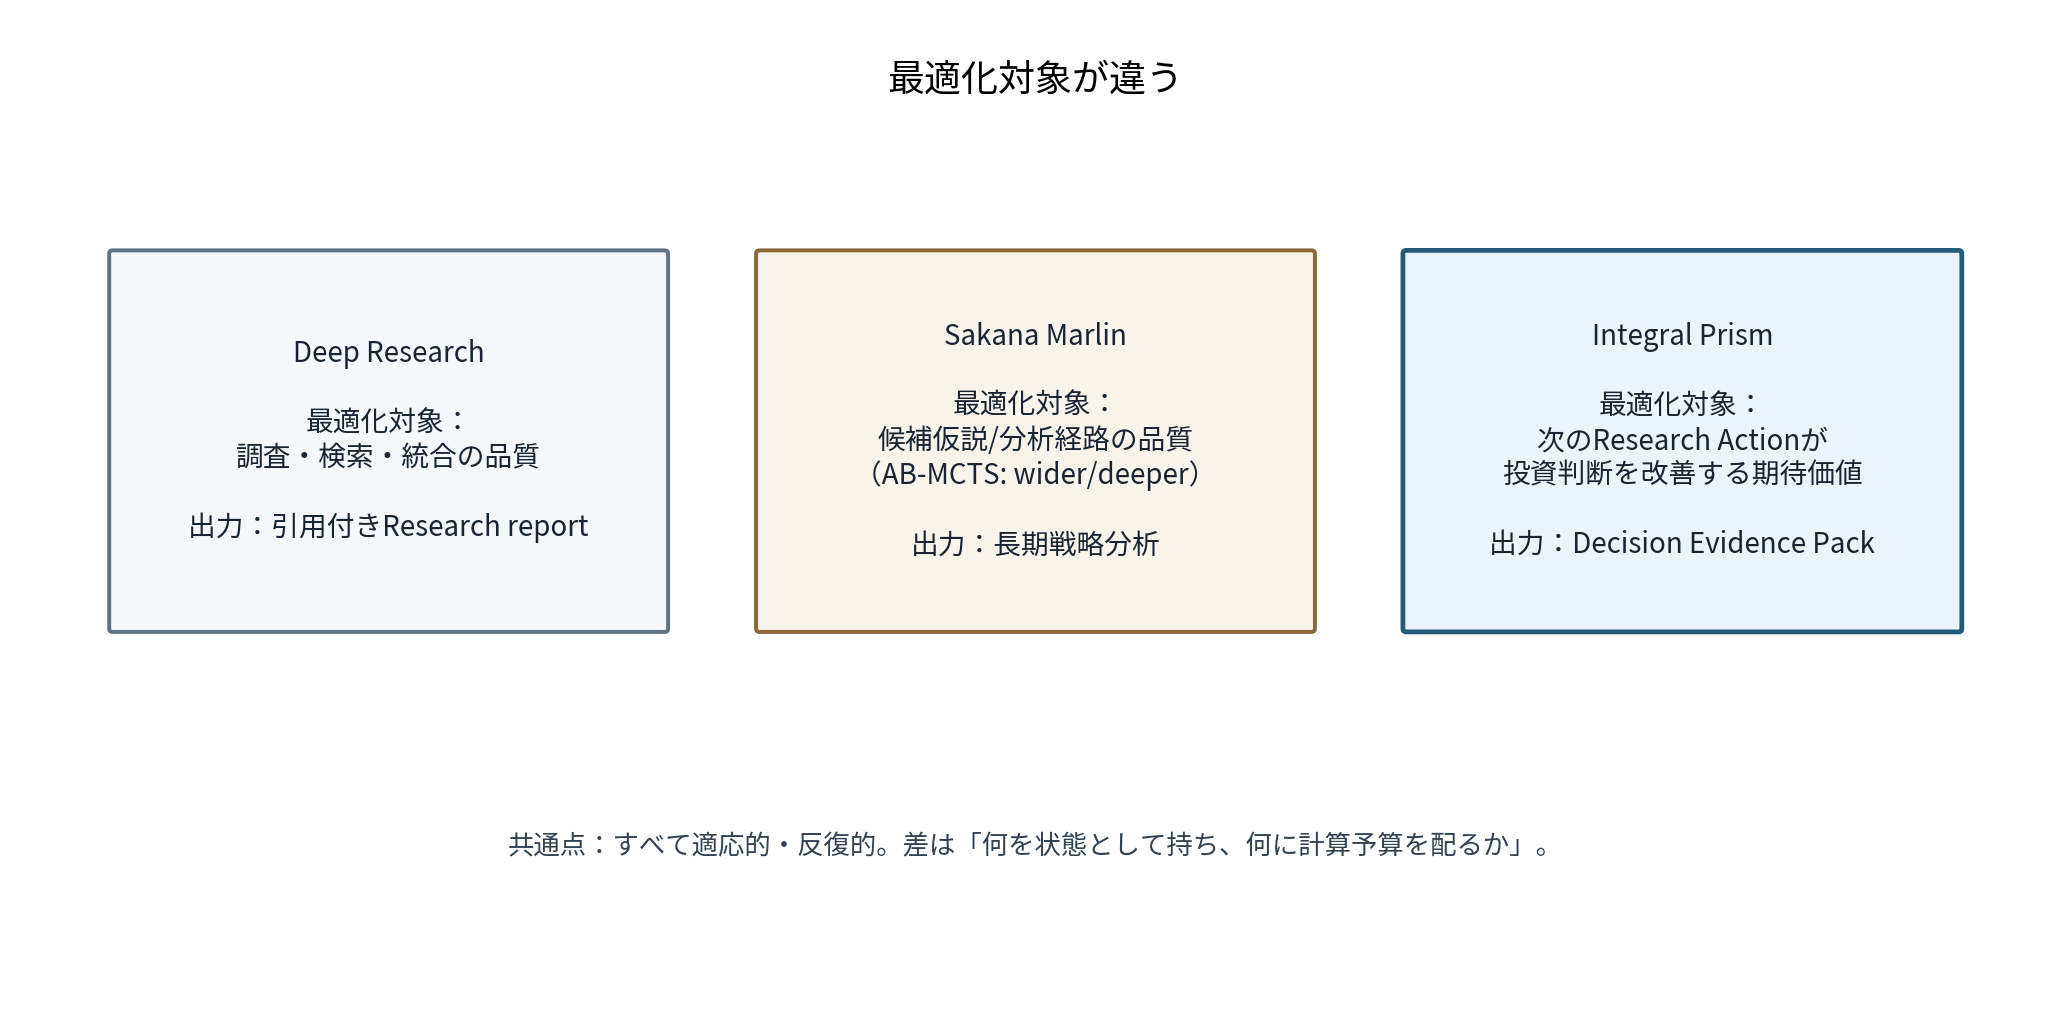 最適化対象が違う
Deep Research
最適化対象：
調査・検索・統合の品質
出力：引用付きResearch report
Sakana Marlin
最適化対象：
候補仮説/分析経路の品質
（AB-MCTS: wider/deeper）
出力：長期戦略分析
Integral Prism
最適化対象：
次のResearch Actionが
投資判断を改善する期待価値
出力：Decision Evidence Pack
共通点：すべて適応的・反復的。差は「何を状態として持ち、何に計算予算を配るか」。